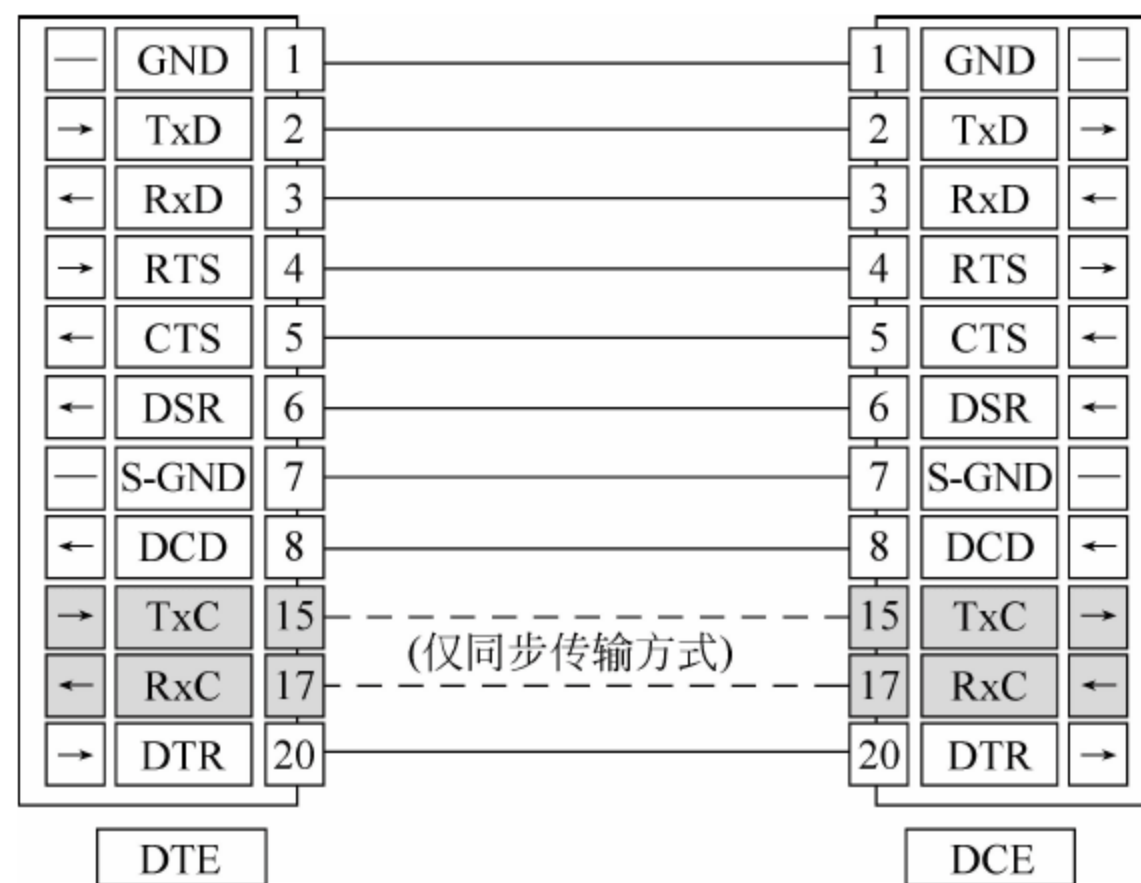 — GND 1 1 GND —
→ TxD 2 2 TxD →
← RxD 3 3 RxD ←
→ RTS 4 4 RTS →
← CTS 5 5 CTS ←
← DSR 6 6 DSR ←
— S-GND 7 7 S-GND —
← DCD 8 8 DCD ←
→ TxC 15 15 TxC →
(仅同步传输方式)
← RxC 17 17 RxC ←
→ DTR 20 20 DTR →
DTE DCE